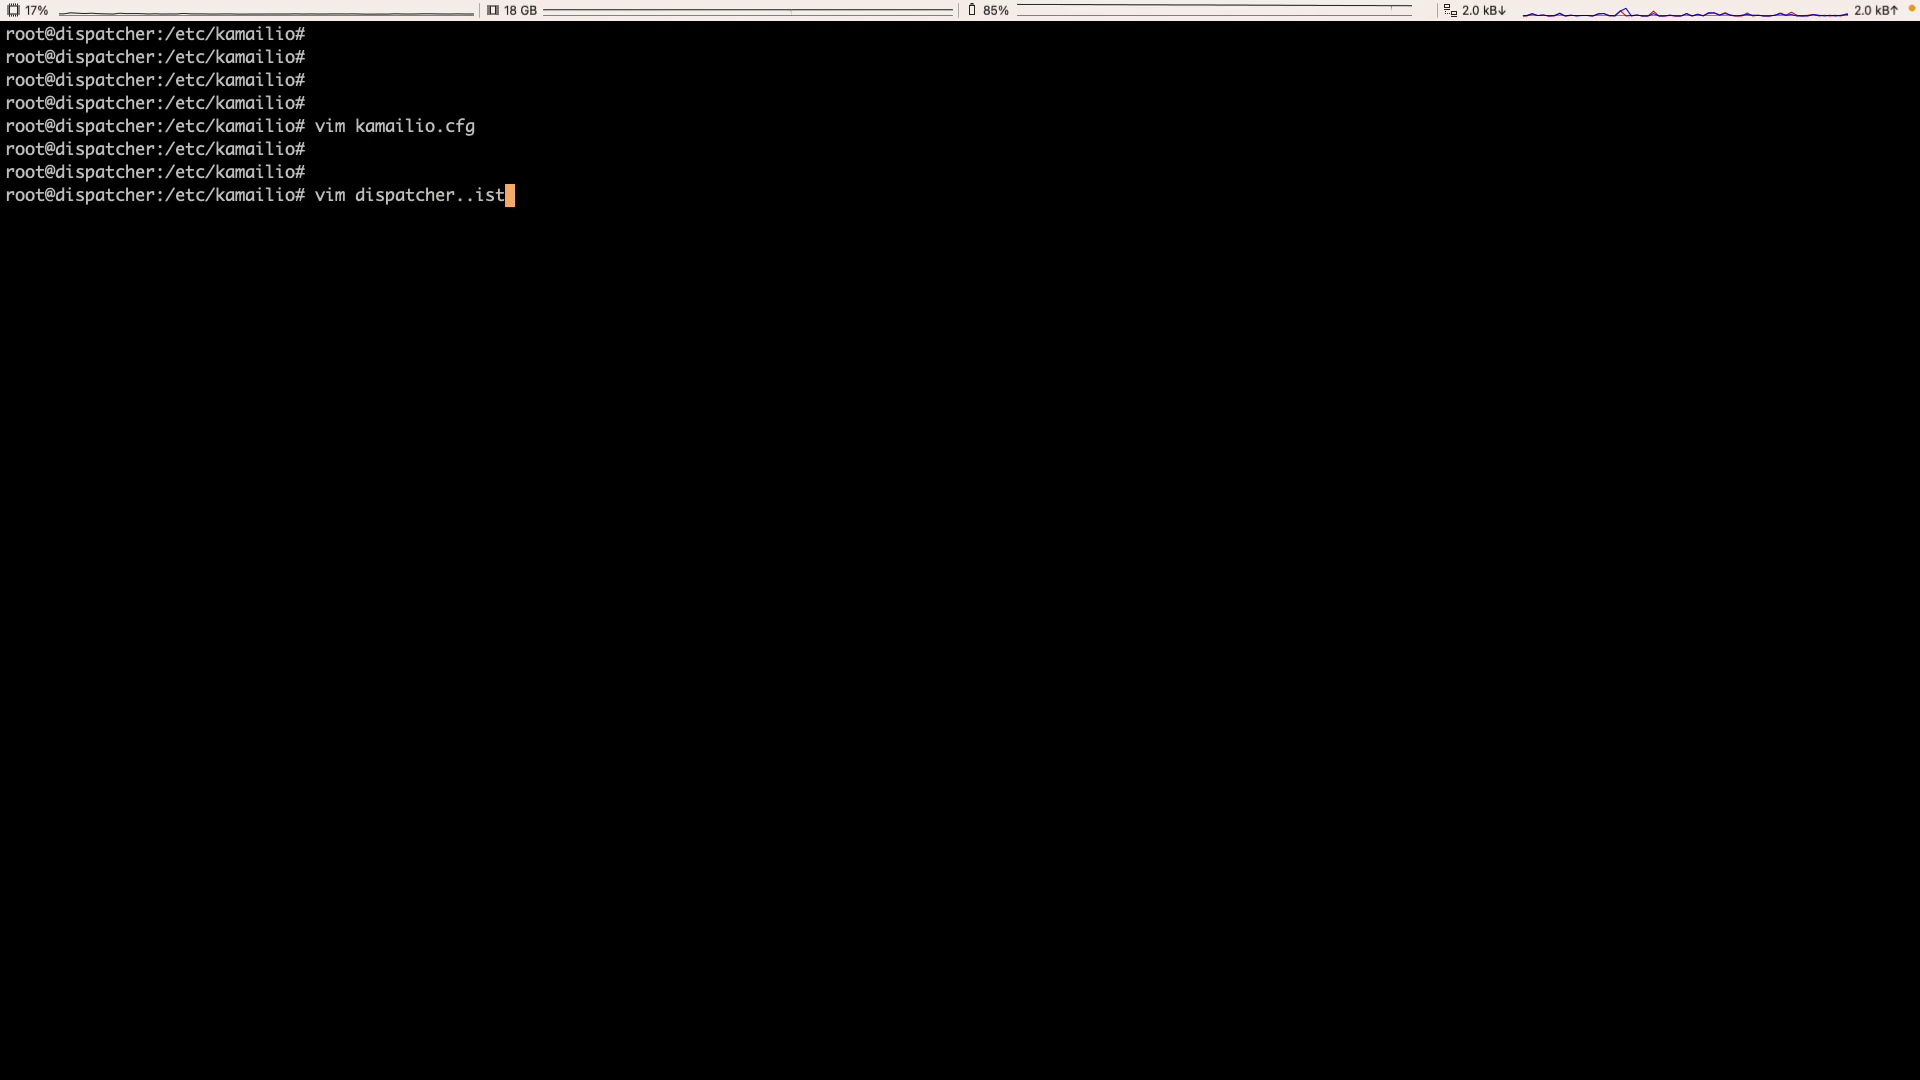 17% 18 GB 85% 2.0 kB↓ 2.0 kB↑
root@dispatcher:/etc/kamailio#
root@dispatcher:/etc/kamailio#
root@dispatcher:/etc/kamailio#
root@dispatcher:/etc/kamailio#
root@dispatcher:/etc/kamailio# vim kamailio.cfg
root@dispatcher:/etc/kamailio#
root@dispatcher:/etc/kamailio#
root@dispatcher:/etc/kamailio# vim dispatcher..ist